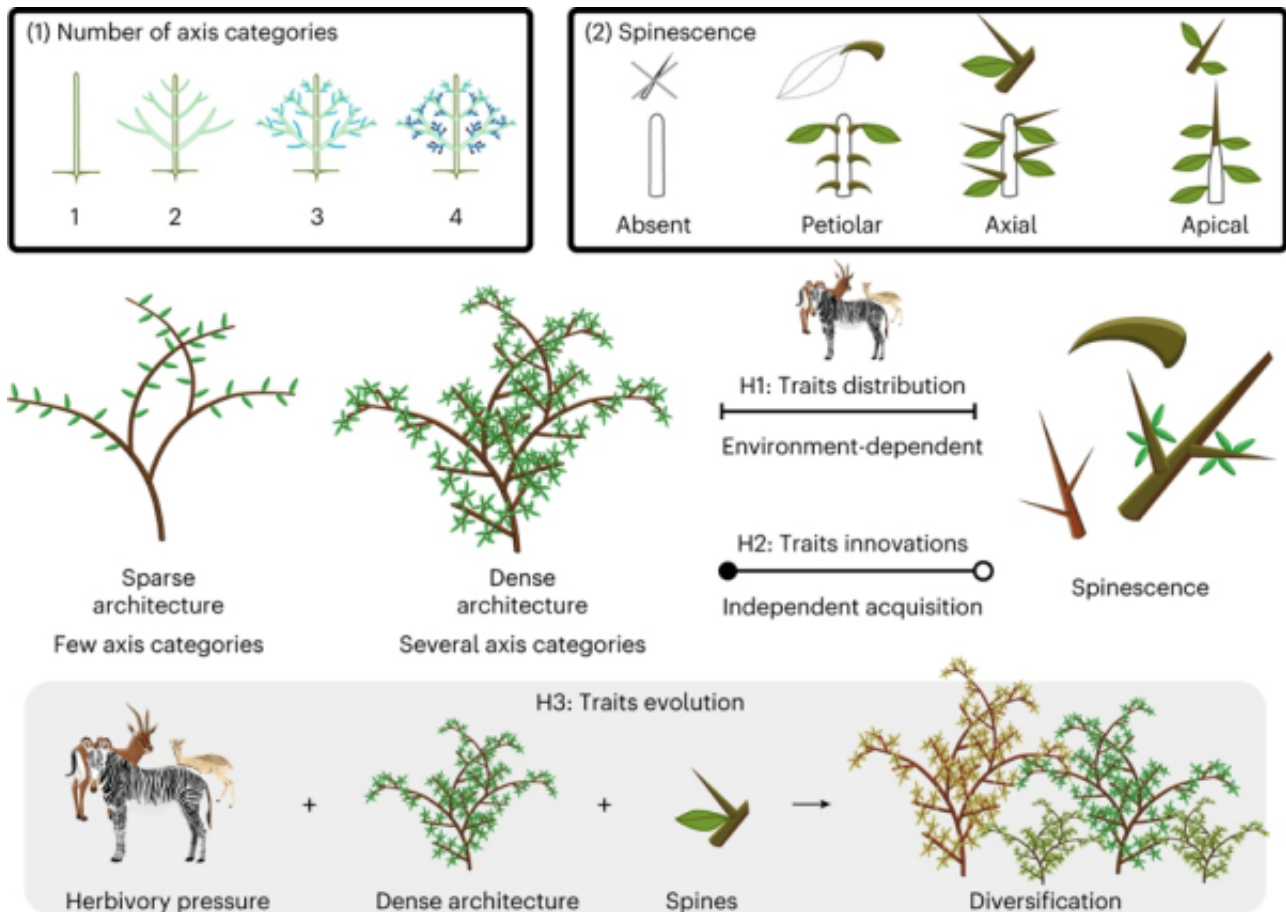 (1) Number of axis categories
1 2 3 4
(2) Spinescence
Absent Petiolar Axial Apical
Sparse
architecture
Few axis categories
Dense
architecture
Several axis categories
H1: Traits distribution
Environment-dependent
H2: Traits innovations
Independent acquisition
Spinescence
H3: Traits evolution
+ + →
Herbivory pressure Dense architecture Spines Diversification